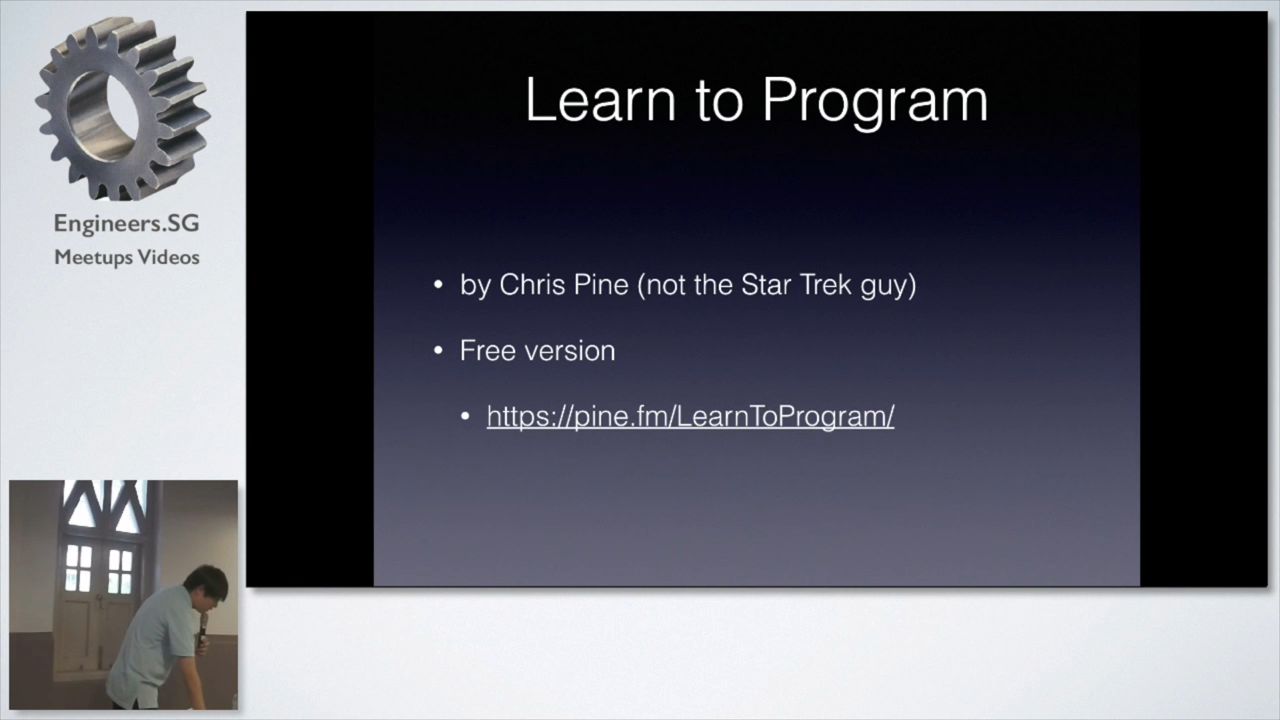 Engineers.SG
Meetups Videos
Learn to Program
• by Chris Pine (not the Star Trek guy)
• Free version
• https://pine.fm/LearnToProgram/